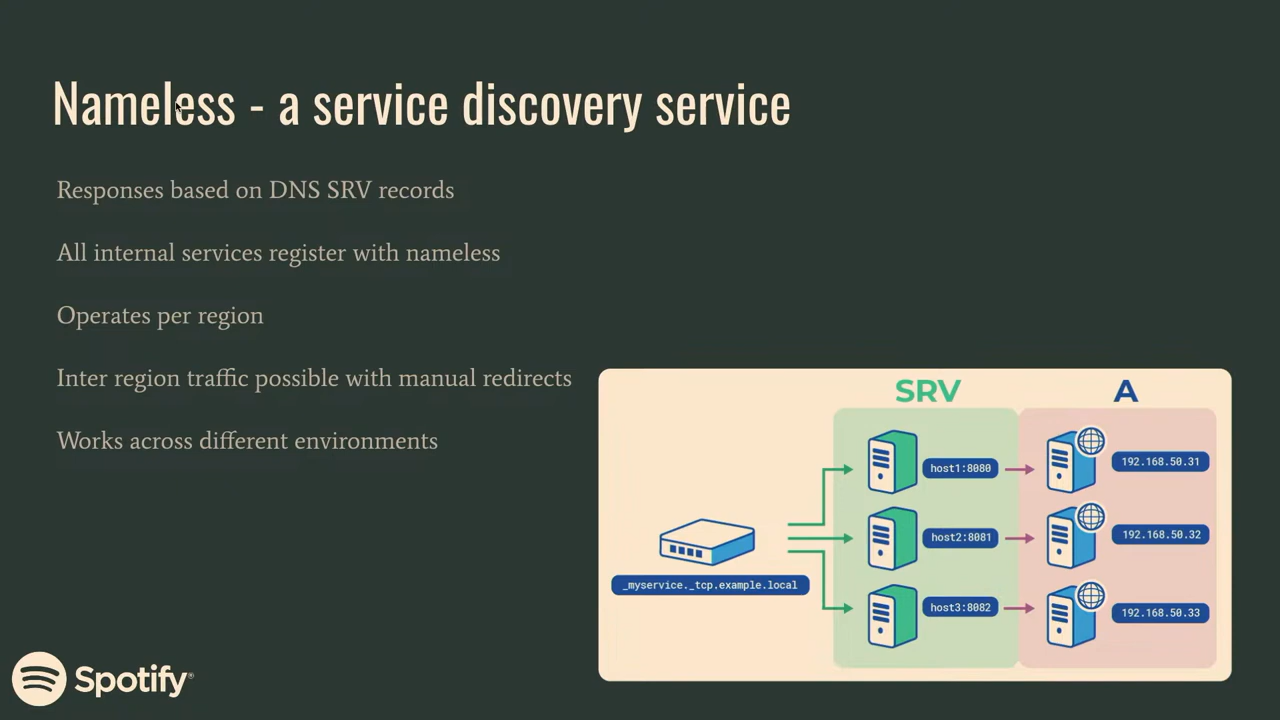 Nameless - a service discovery service
Responses based on DNS SRV records
All internal services register with nameless
Operates per region
Inter region traffic possible with manual redirects
Works across different environments
SRV
A
host1:8080
192.168.50.31
host2:8081
192.168.50.32
_myservice._tcp.example.local
host3:8082
192.168.50.33
Spotify®